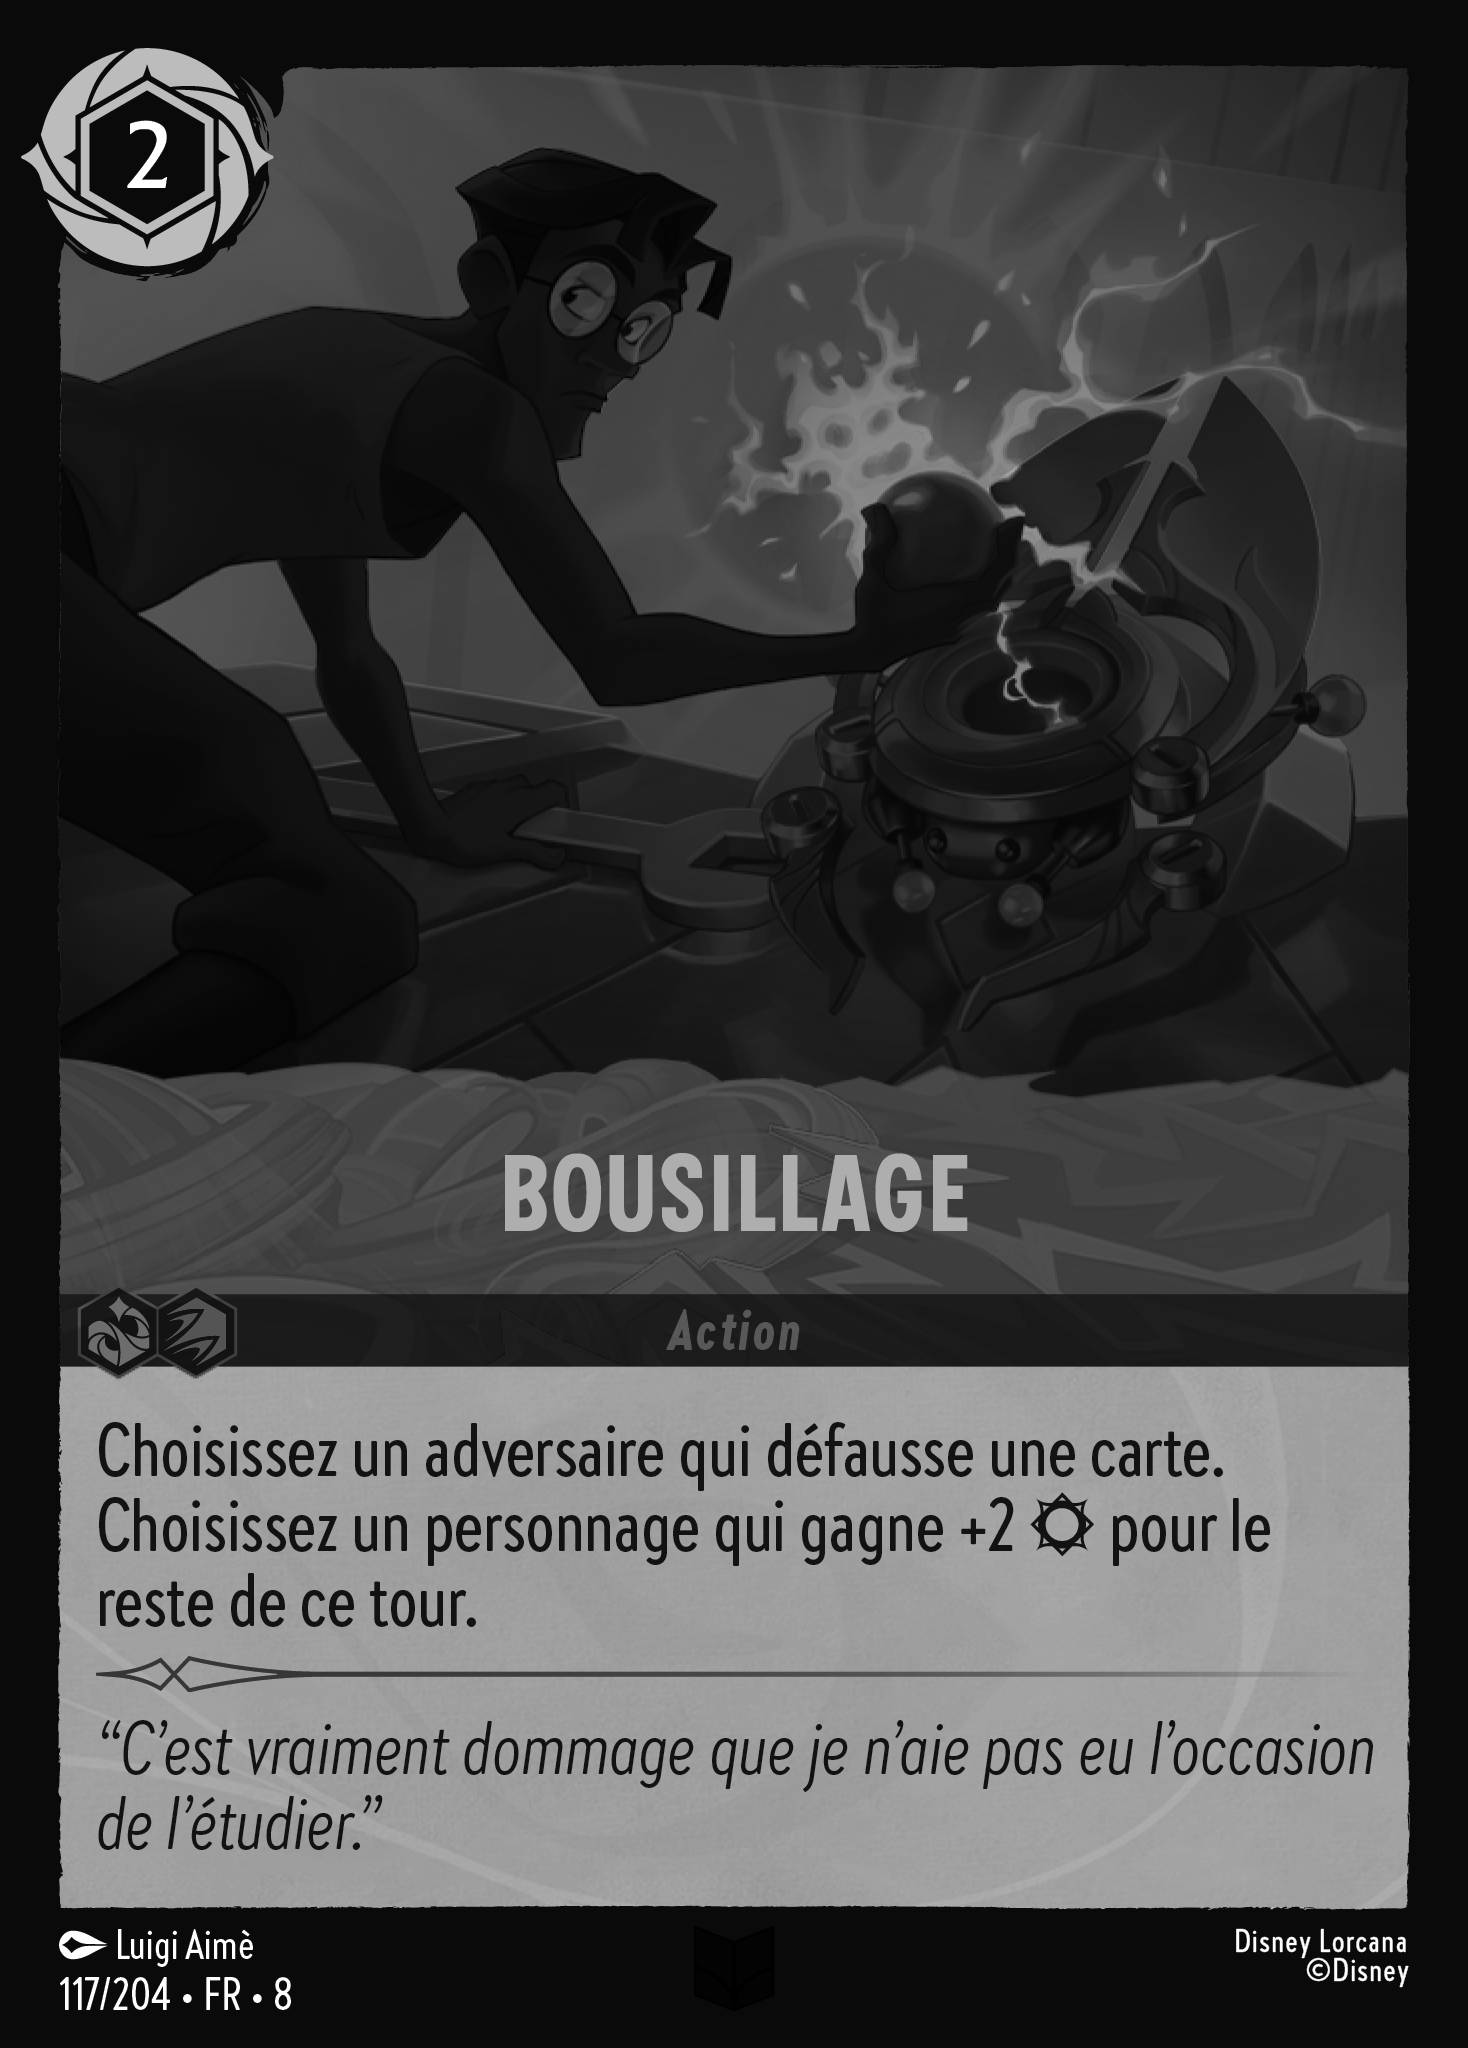 2
BOUSILLAGE
Action
Choisissez un adversaire qui défausse une carte.
Choisissez un personnage qui gagne +2 pour le
reste de ce tour.
“C’est vraiment dommage que je n’aie pas eu l’occasion
de l’étudier.”
Luigi Aimè
117/204 • FR • 8
Disney Lorcana
©Disney